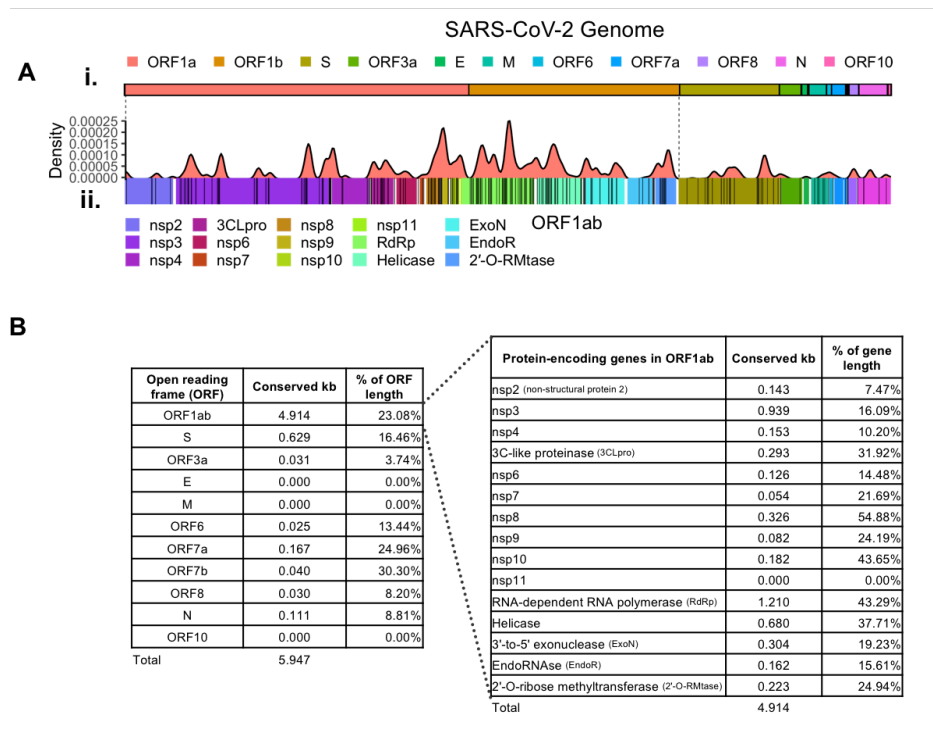 SARS-CoV-2 Genome
A
i.
ORF1a ORF1b S ORF3a E M ORF6 ORF7a ORF8 N ORF10
Density
0.00025
0.00020
0.00015
0.00010
0.00005
0.00000
ii.
ORF1ab
nsp2 3CLpro nsp8 nsp11 ExoN
nsp3 nsp6 nsp9 RdRp EndoR
nsp4 nsp7 nsp10 Helicase 2'-O-RMtase
B
Open reading frame (ORF) Conserved kb % of ORF length
ORF1ab 4.914 23.08%
S 0.629 16.46%
ORF3a 0.031 3.74%
E 0.000 0.00%
M 0.000 0.00%
ORF6 0.025 13.44%
ORF7a 0.167 24.96%
ORF7b 0.040 30.30%
ORF8 0.030 8.20%
N 0.111 8.81%
ORF10 0.000 0.00%
Total 5.947
Protein-encoding genes in ORF1ab Conserved kb % of gene length
nsp2 (non-structural protein 2) 0.143 7.47%
nsp3 0.939 16.09%
nsp4 0.153 10.20%
3C-like proteinase (3CLpro) 0.293 31.92%
nsp6 0.126 14.48%
nsp7 0.054 21.69%
nsp8 0.326 54.88%
nsp9 0.082 24.19%
nsp10 0.182 43.65%
nsp11 0.000 0.00%
RNA-dependent RNA polymerase (RdRp) 1.210 43.29%
Helicase 0.680 37.71%
3'-to-5' exonuclease (ExoN) 0.304 19.23%
EndoRNAse (EndoR) 0.162 15.61%
2'-O-ribose methyltransferase (2'-O-RMtase) 0.223 24.94%
Total 4.914